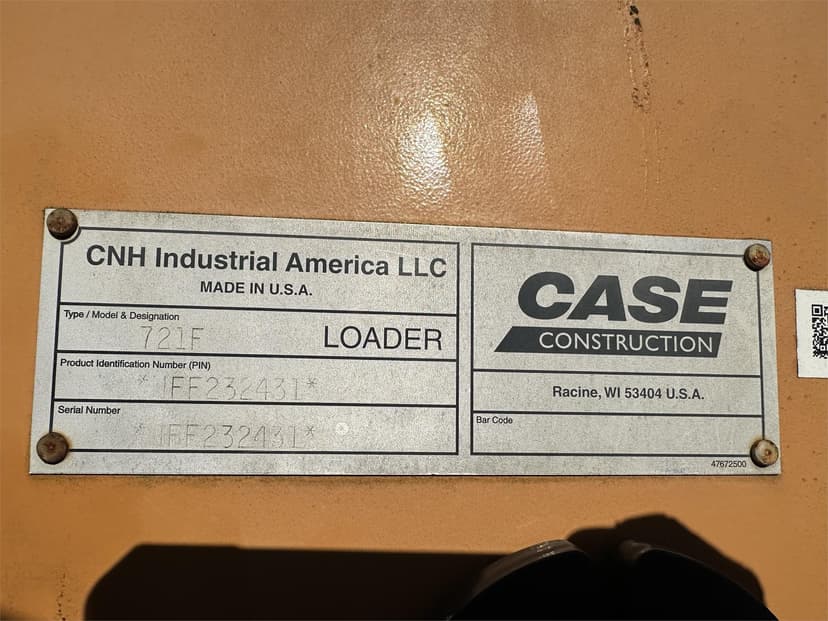 CNH Industrial America LLC
MADE IN U.S.A.
Type / Model & Designation
721F
LOADER
Product Identification Number (PIN)
*JFF232431*
Serial Number
*JFF232431*
CASE
CONSTRUCTION
Racine, WI 53404 U.S.A.
Bar Code
47672500